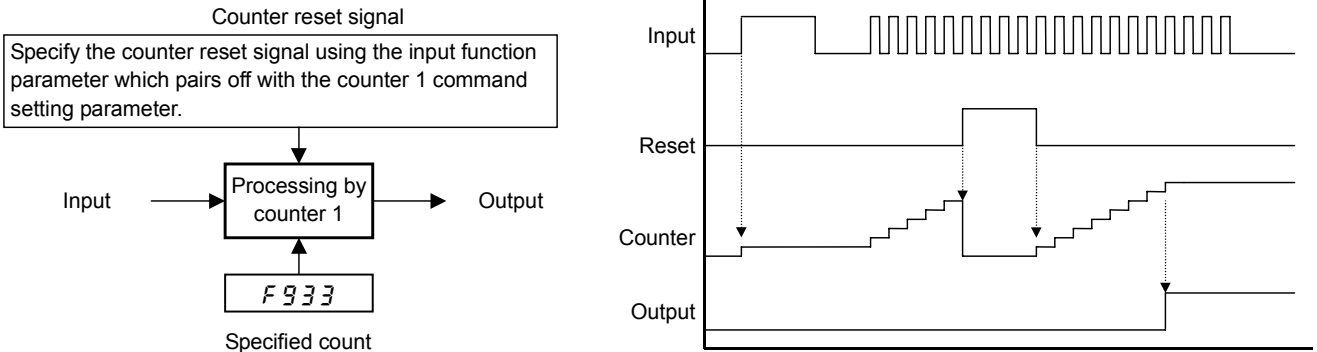 Counter reset signal
Specify the counter reset signal using the input function
parameter which pairs off with the counter 1 command
setting parameter.
Input
Processing by
counter 1
Output
F933
Specified count
Input
Reset
Counter
Output